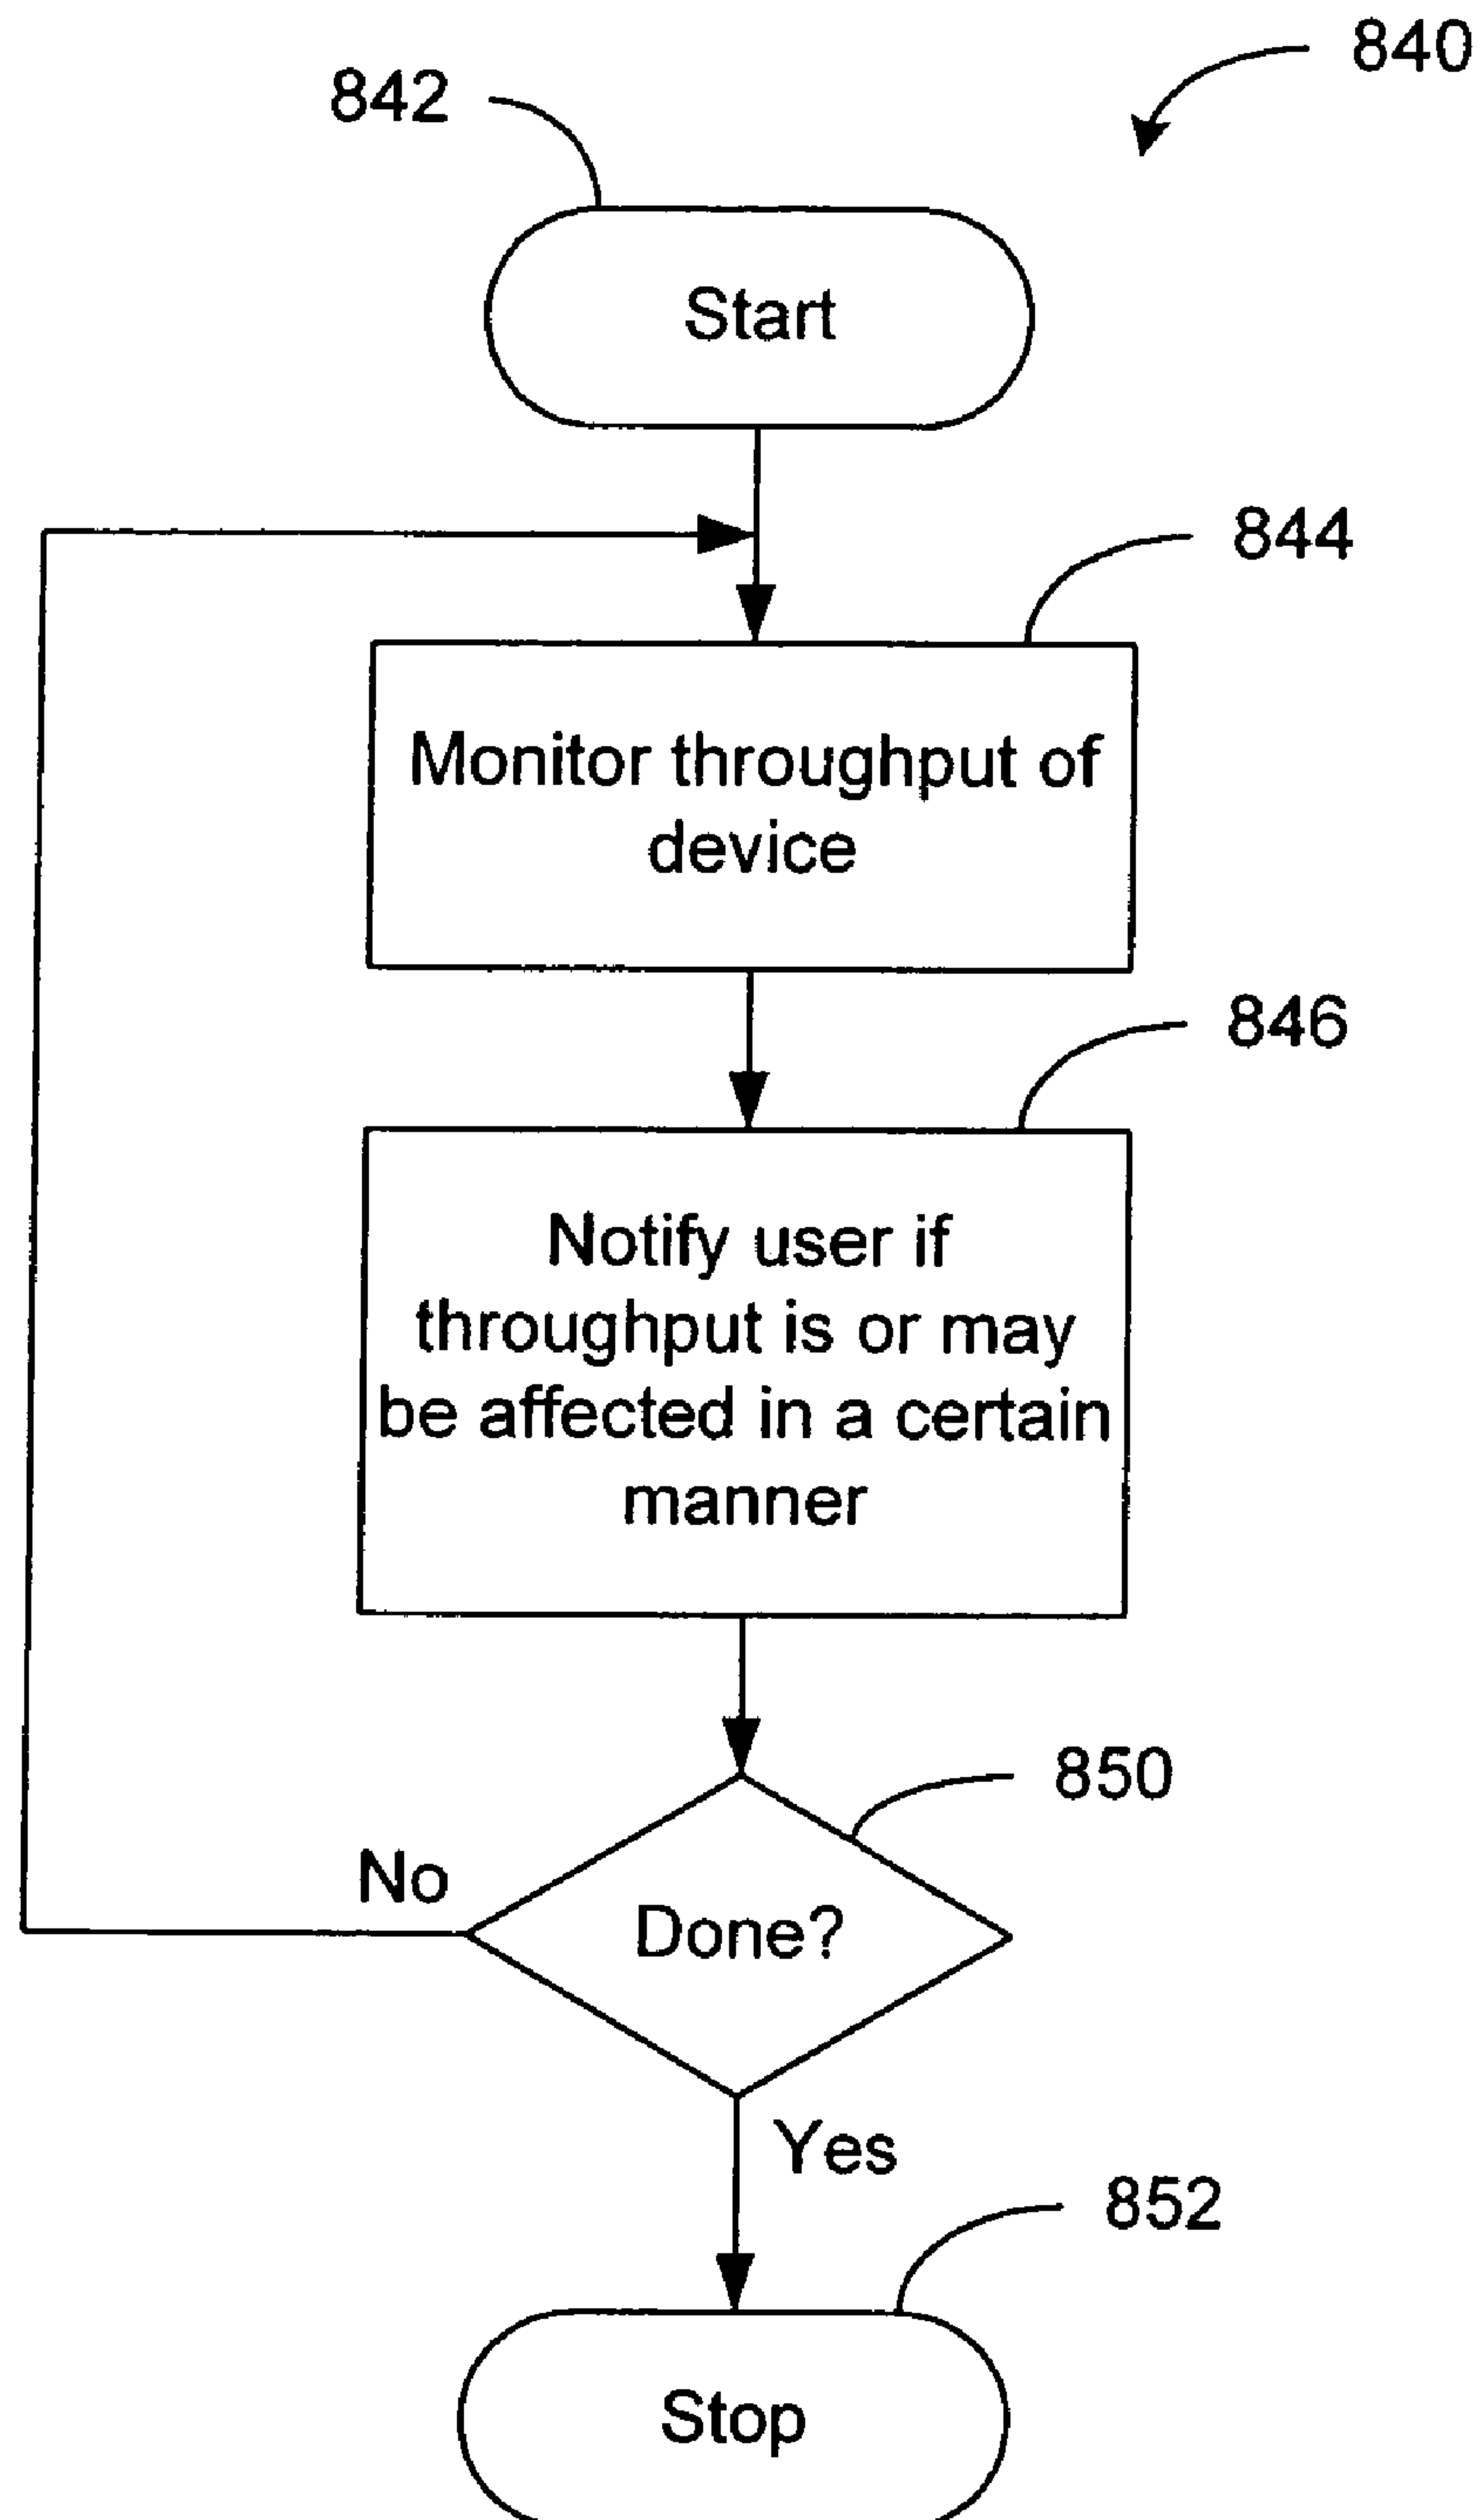 840
842
Start
844
Monitor throughput of
device
846
Notify user if
throughput is or may
be affected in a certain
manner
850
No
Done?
Yes
852
Stop